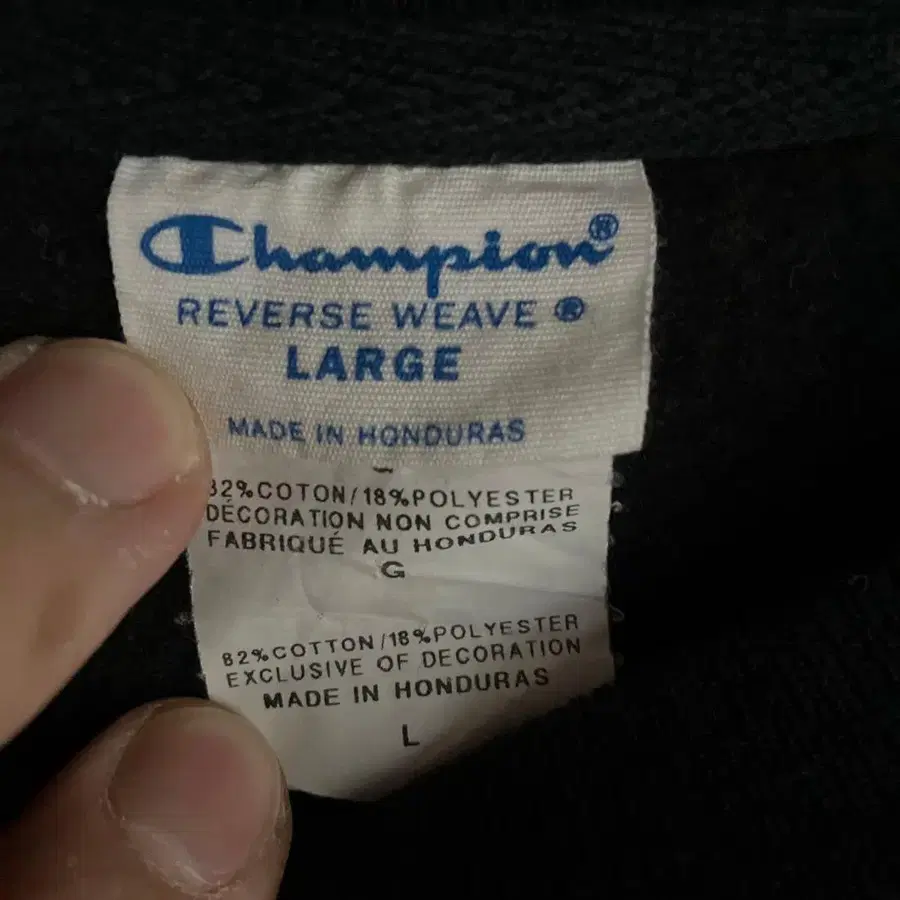 Champion®
REVERSE WEAVE ®
LARGE
MADE IN HONDURAS
82%COTON/18%POLYESTER
DÉCORATION NON COMPRISE
FABRIQUÉ AU HONDURAS
G
82%COTTON/18%POLYESTER
EXCLUSIVE OF DECORATION
MADE IN HONDURAS
L